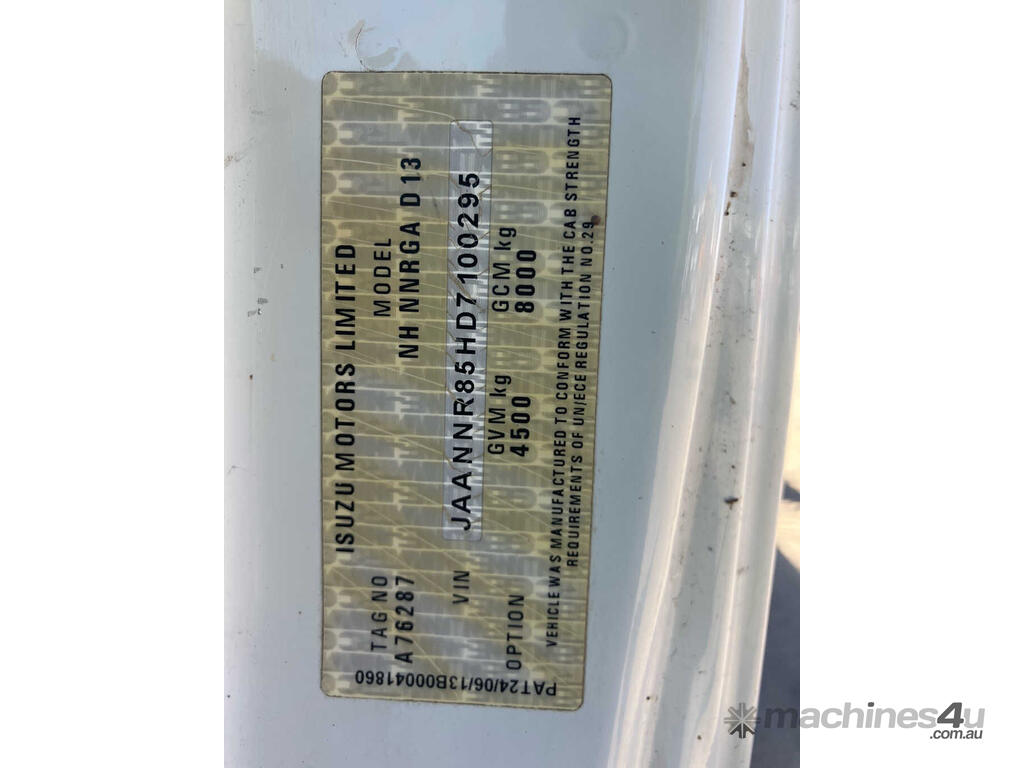 ISUZU MOTORS LIMITED
TAG NO MODEL
A76287 NH NNRGA D13
VIN JAANNR85HD7100295
GVM kg GCM kg
OPTION 4500 8000
VEHICLE WAS MANUFACTURED TO CONFORM WITH THE CAB STRENGTH
REQUIREMENTS OF UN/ECE REGULATION NO.29
PAT24/06/13B00041860
machines4u
.com.au